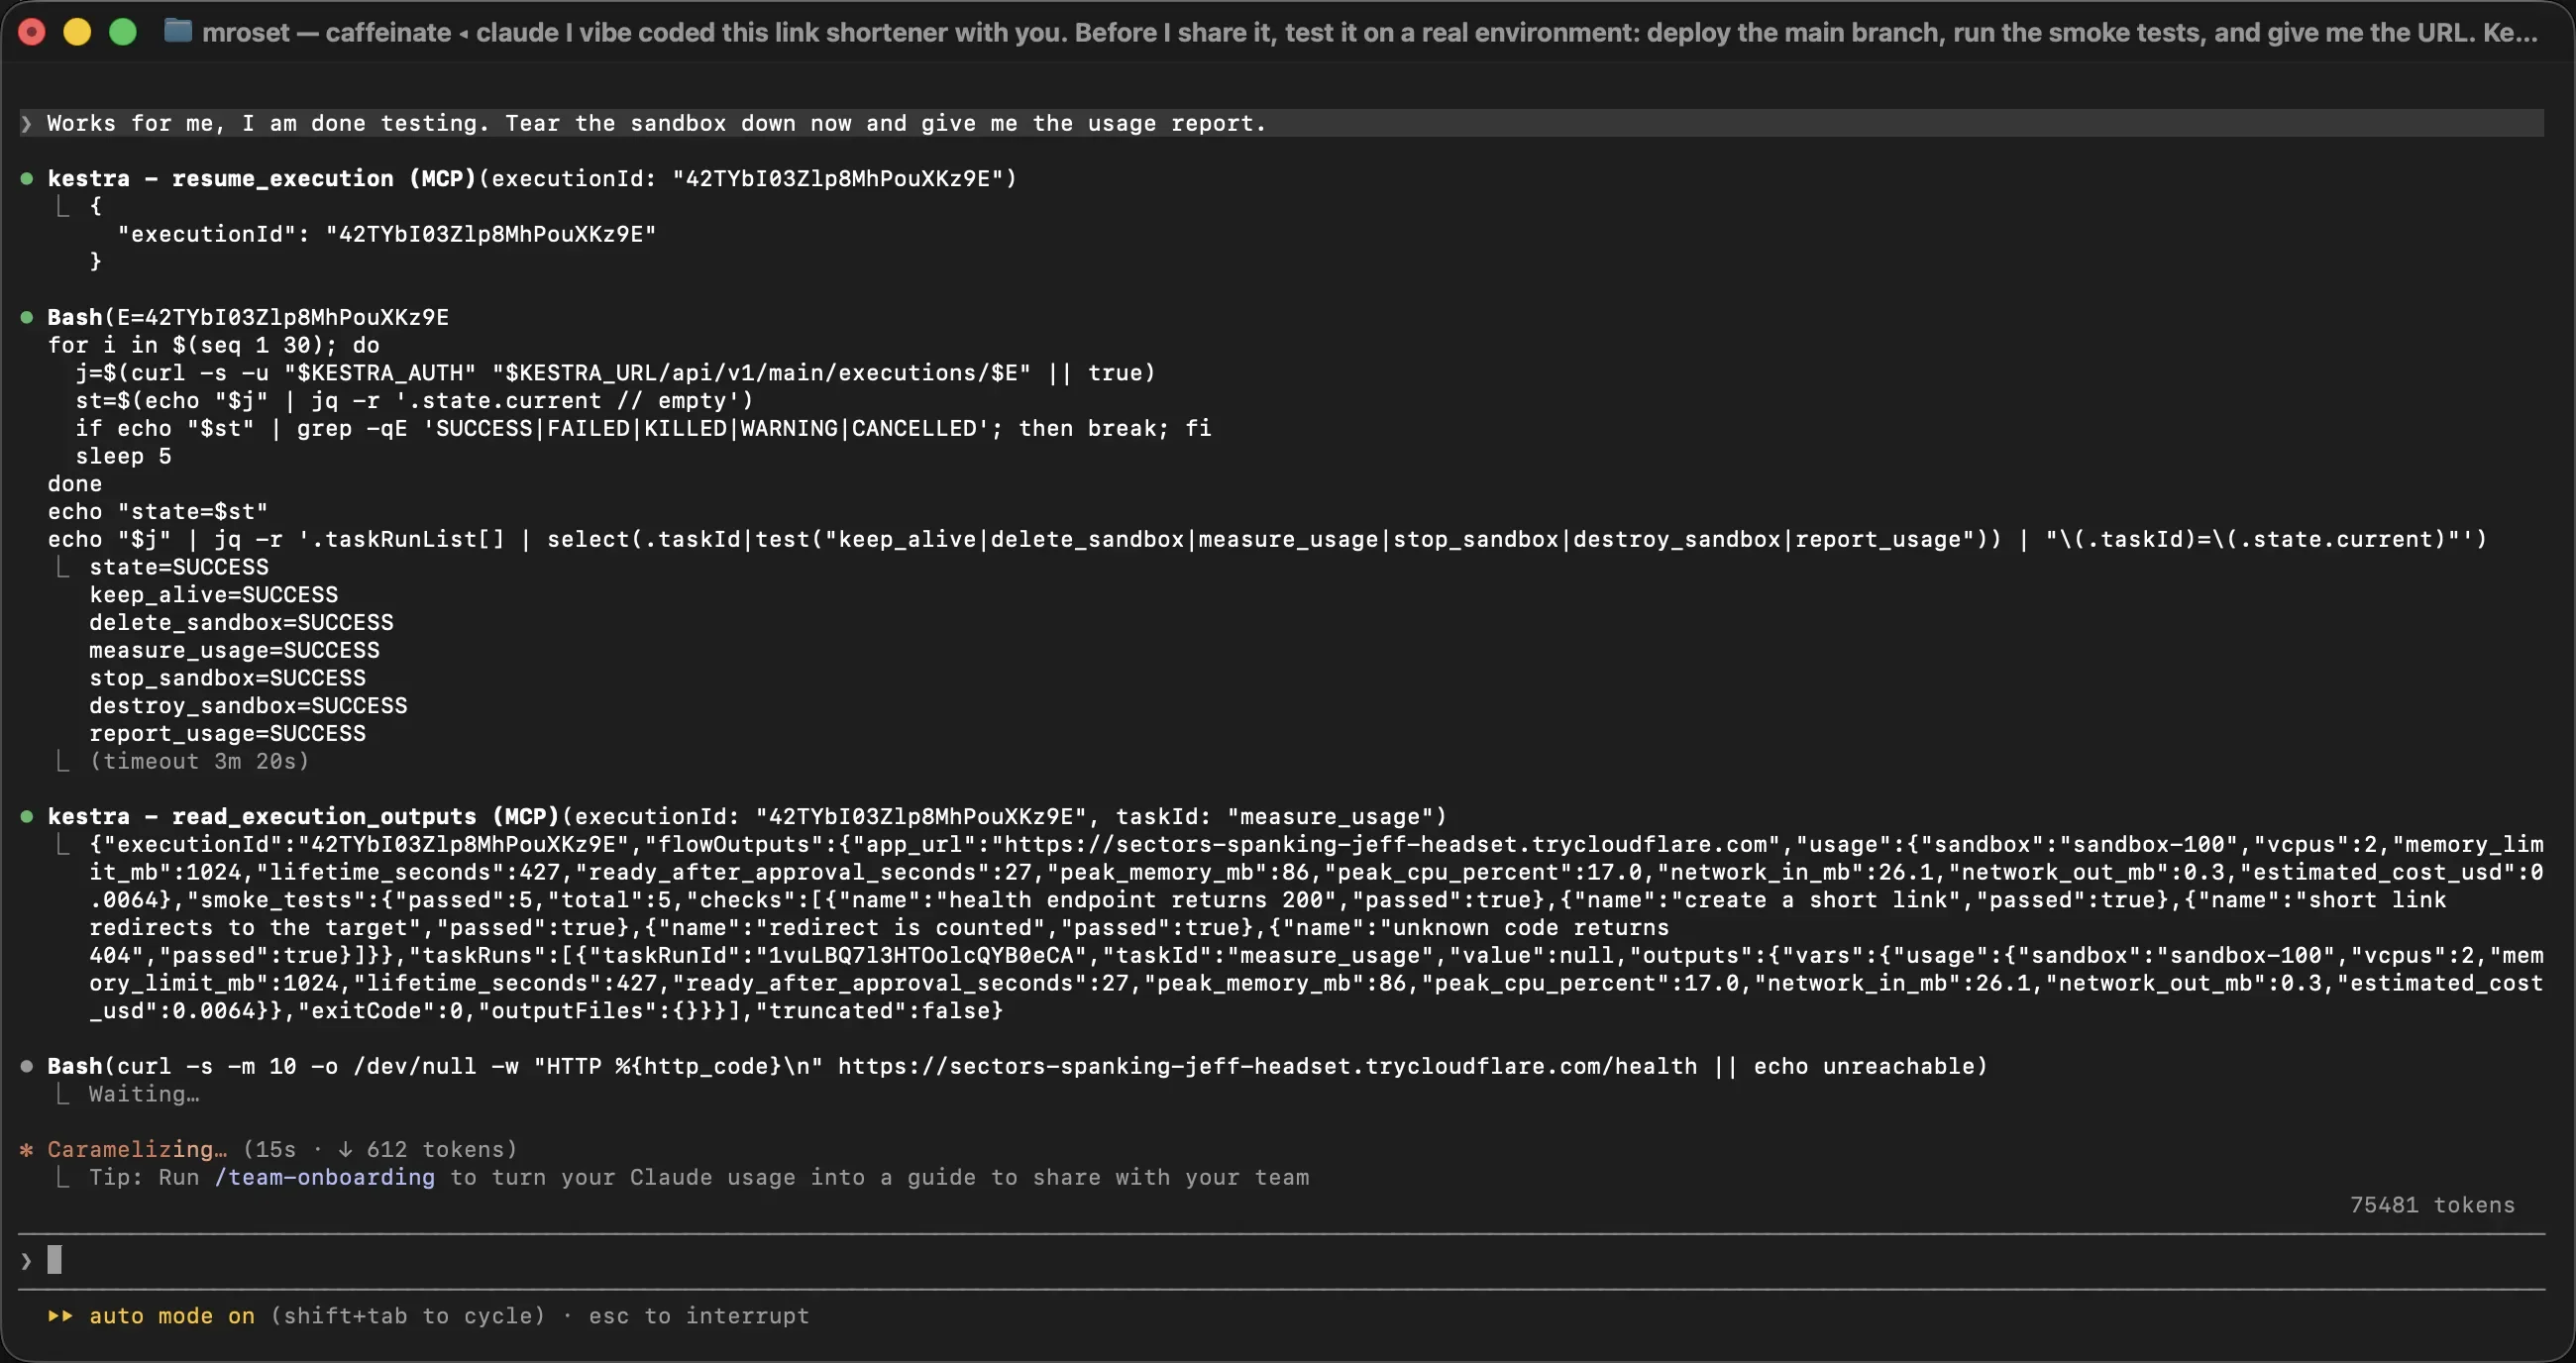 mroset — caffeinate ◂ claude I vibe coded this link shortener with you. Before I share it, test it on a real environment: deploy the main branch, run the smoke tests, and give me the URL. Ke...
❯ Works for me, I am done testing. Tear the sandbox down now and give me the usage report.
● kestra - resume_execution (MCP)(executionId: "42TYbI03Zlp8MhPouXKz9E")
⎿ {
"executionId": "42TYbI03Zlp8MhPouXKz9E"
}
● Bash(E=42TYbI03Zlp8MhPouXKz9E
for i in $(seq 1 30); do
j=$(curl -s -u "$KESTRA_AUTH" "$KESTRA_URL/api/v1/main/executions/$E" || true)
st=$(echo "$j" | jq -r '.state.current // empty')
if echo "$st" | grep -qE 'SUCCESS|FAILED|KILLED|WARNING|CANCELLED'; then break; fi
sleep 5
done
echo "state=$st"
echo "$j" | jq -r '.taskRunList[] | select(.taskId|test("keep_alive|delete_sandbox|measure_usage|stop_sandbox|destroy_sandbox|report_usage")) | "\(.taskId)=\(.state.current)"')
⎿ state=SUCCESS
keep_alive=SUCCESS
delete_sandbox=SUCCESS
measure_usage=SUCCESS
stop_sandbox=SUCCESS
destroy_sandbox=SUCCESS
report_usage=SUCCESS
⎿ (timeout 3m 20s)
● kestra - read_execution_outputs (MCP)(executionId: "42TYbI03Zlp8MhPouXKz9E", taskId: "measure_usage")
⎿ {"executionId":"42TYbI03Zlp8MhPouXKz9E","flowOutputs":{"app_url":"https://sectors-spanking-jeff-headset.trycloudflare.com","usage":{"sandbox":"sandbox-100","vcpus":2,"memory_lim
it_mb":1024,"lifetime_seconds":427,"ready_after_approval_seconds":27,"peak_memory_mb":86,"peak_cpu_percent":17.0,"network_in_mb":26.1,"network_out_mb":0.3,"estimated_cost_usd":0
.0064},"smoke_tests":{"passed":5,"total":5,"checks":[{"name":"health endpoint returns 200","passed":true},{"name":"create a short link","passed":true},{"name":"short link
redirects to the target","passed":true},{"name":"redirect is counted","passed":true},{"name":"unknown code returns
404","passed":true}]}},"taskRuns":[{"taskRunId":"1vuLBQ7l3HTOolcQYB0eCA","taskId":"measure_usage","value":null,"outputs":{"vars":{"usage":{"sandbox":"sandbox-100","vcpus":2,"mem
ory_limit_mb":1024,"lifetime_seconds":427,"ready_after_approval_seconds":27,"peak_memory_mb":86,"peak_cpu_percent":17.0,"network_in_mb":26.1,"network_out_mb":0.3,"estimated_cost
_usd":0.0064}},"exitCode":0,"outputFiles":{}}}],"truncated":false}
● Bash(curl -s -m 10 -o /dev/null -w "HTTP %{http_code}\n" https://sectors-spanking-jeff-headset.trycloudflare.com/health || echo unreachable)
⎿ Waiting…
✻ Caramelizing… (15s · ↓ 612 tokens)
⎿ Tip: Run /team-onboarding to turn your Claude usage into a guide to share with your team
75481 tokens
❯
⏵⏵ auto mode on (shift+tab to cycle) · esc to interrupt